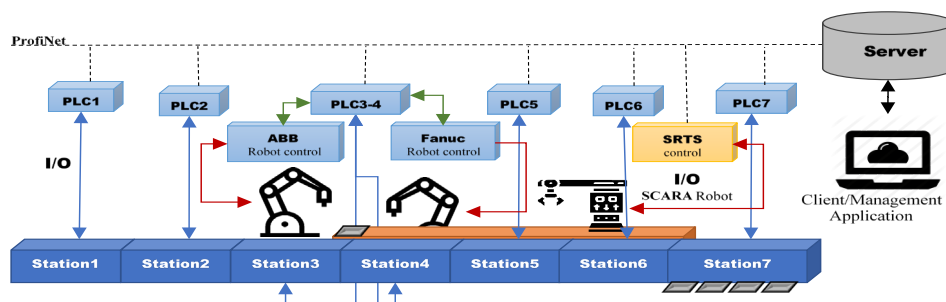 ProfiNet
Server
PLC1
PLC2
PLC3-4
PLC5
PLC6
PLC7
ABB
Robot control
Fanuc
Robot control
SRTS
control
I/O
I/O
SCARA Robot
Client/Management
Application
Station1
Station2
Station3
Station4
Station5
Station6
Station7